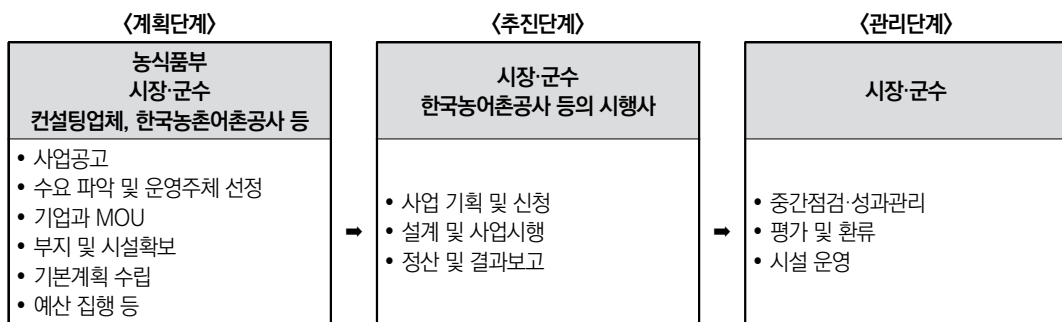 〈계획단계〉
농식품부
시장·군수
컨설팅업체, 한국농촌어촌공사 등
• 사업공고
• 수요 파악 및 운영주체 선정
• 기업과 MOU
• 부지 및 시설확보
• 기본계획 수립
• 예산 집행 등
➡
〈추진단계〉
시장·군수
한국농어촌공사 등의 시행사
• 사업 기획 및 신청
• 설계 및 사업시행
• 정산 및 결과보고
➡
〈관리단계〉
시장·군수
• 중간점검·성과관리
• 평가 및 환류
• 시설 운영